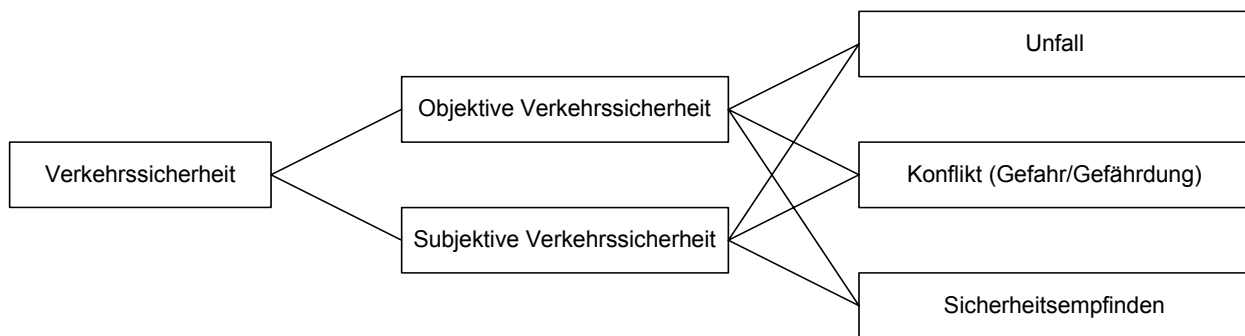 Verkehrssicherheit
Objektive Verkehrssicherheit
Subjektive Verkehrssicherheit
Unfall
Konflikt (Gefahr/Gefährdung)
Sicherheitsempfinden